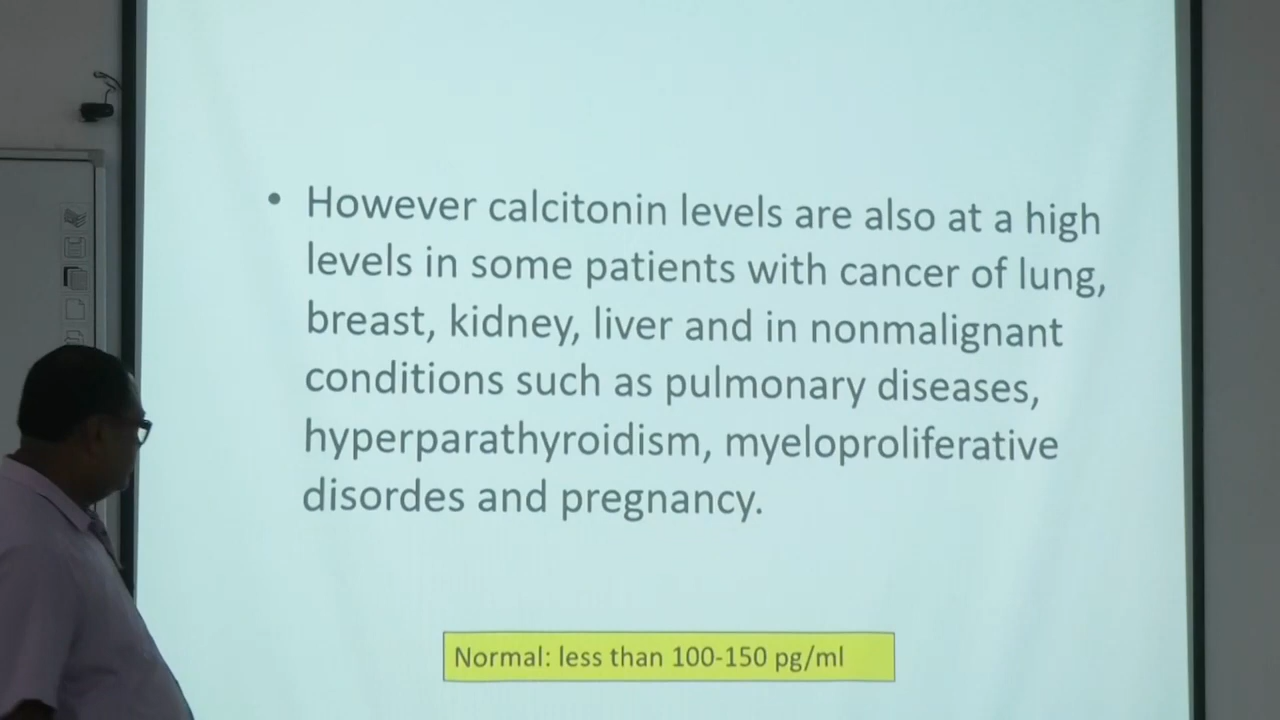 • However calcitonin levels are also at a high
levels in some patients with cancer of lung,
breast, kidney, liver and in nonmalignant
conditions such as pulmonary diseases,
hyperparathyroidism, myeloproliferative
disordes and pregnancy.
Normal: less than 100-150 pg/ml